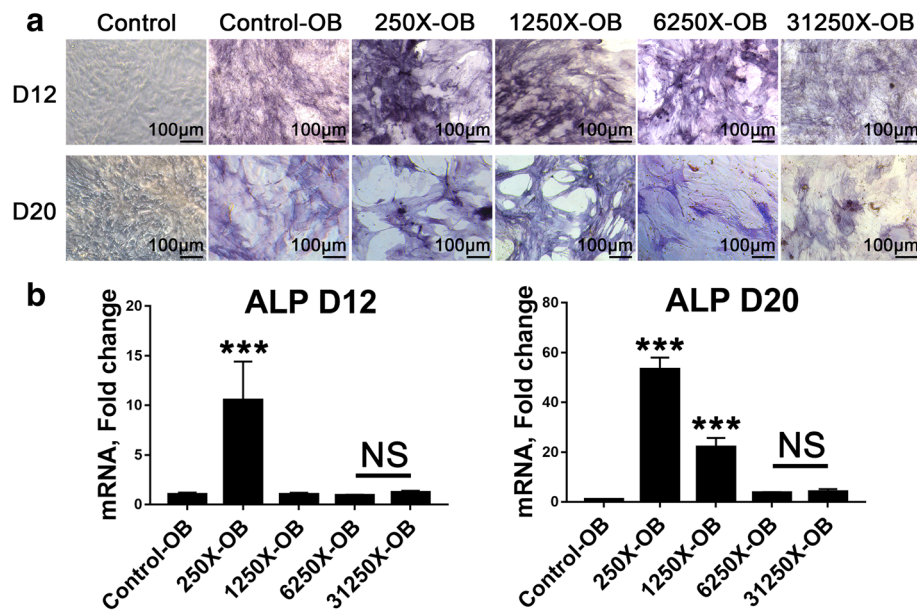 a
Control Control-OB 250X-OB 1250X-OB 6250X-OB 31250X-OB
D12
100μm 100μm 100μm 100μm 100μm 100μm
D20
100μm 100μm 100μm 100μm 100μm 100μm
b
ALP D12
mRNA, Fold change
20
15
10
5
0
***
NS
Control-OB 250X-OB 1250X-OB 6250X-OB 31250X-OB
ALP D20
mRNA, Fold change
80
60
40
20
0
***
***
NS
Control-OB 250X-OB 1250X-OB 6250X-OB 31250X-OB